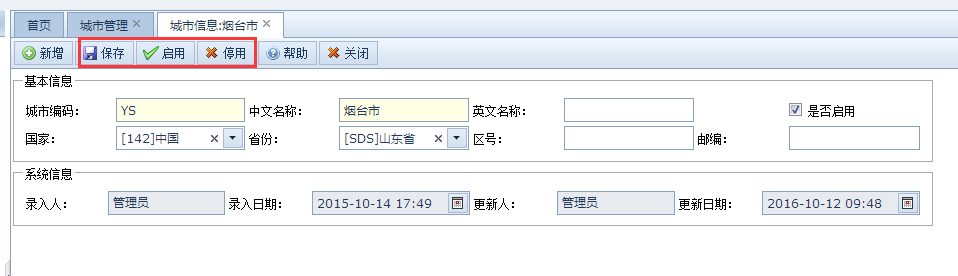 首页 城市管理 城市信息:烟台市
新增 保存 启用 停用 帮助 关闭
基本信息
城市编码: YS 中文名称: 烟台市 英文名称: 是否启用
国家: [142]中国 省份: [SDS]山东省 区号: 邮编:
系统信息
录入人: 管理员 录入日期: 2015-10-14 17:49 更新人: 管理员 更新日期: 2016-10-12 09:48